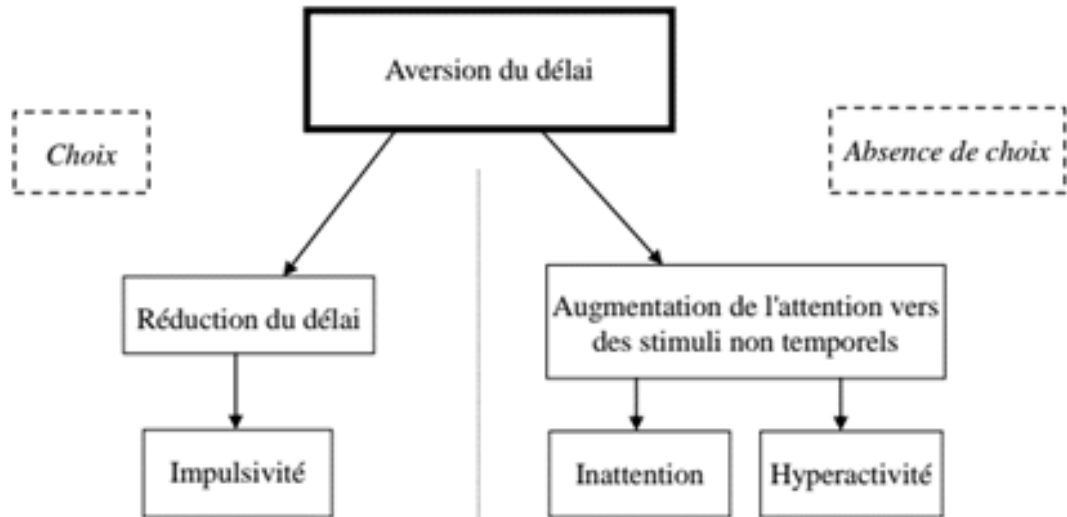 Aversion du délai
Choix
Absence de choix
Réduction du délai
Augmentation de l'attention vers
des stimuli non temporels
Impulsivité
Inattention
Hyperactivité